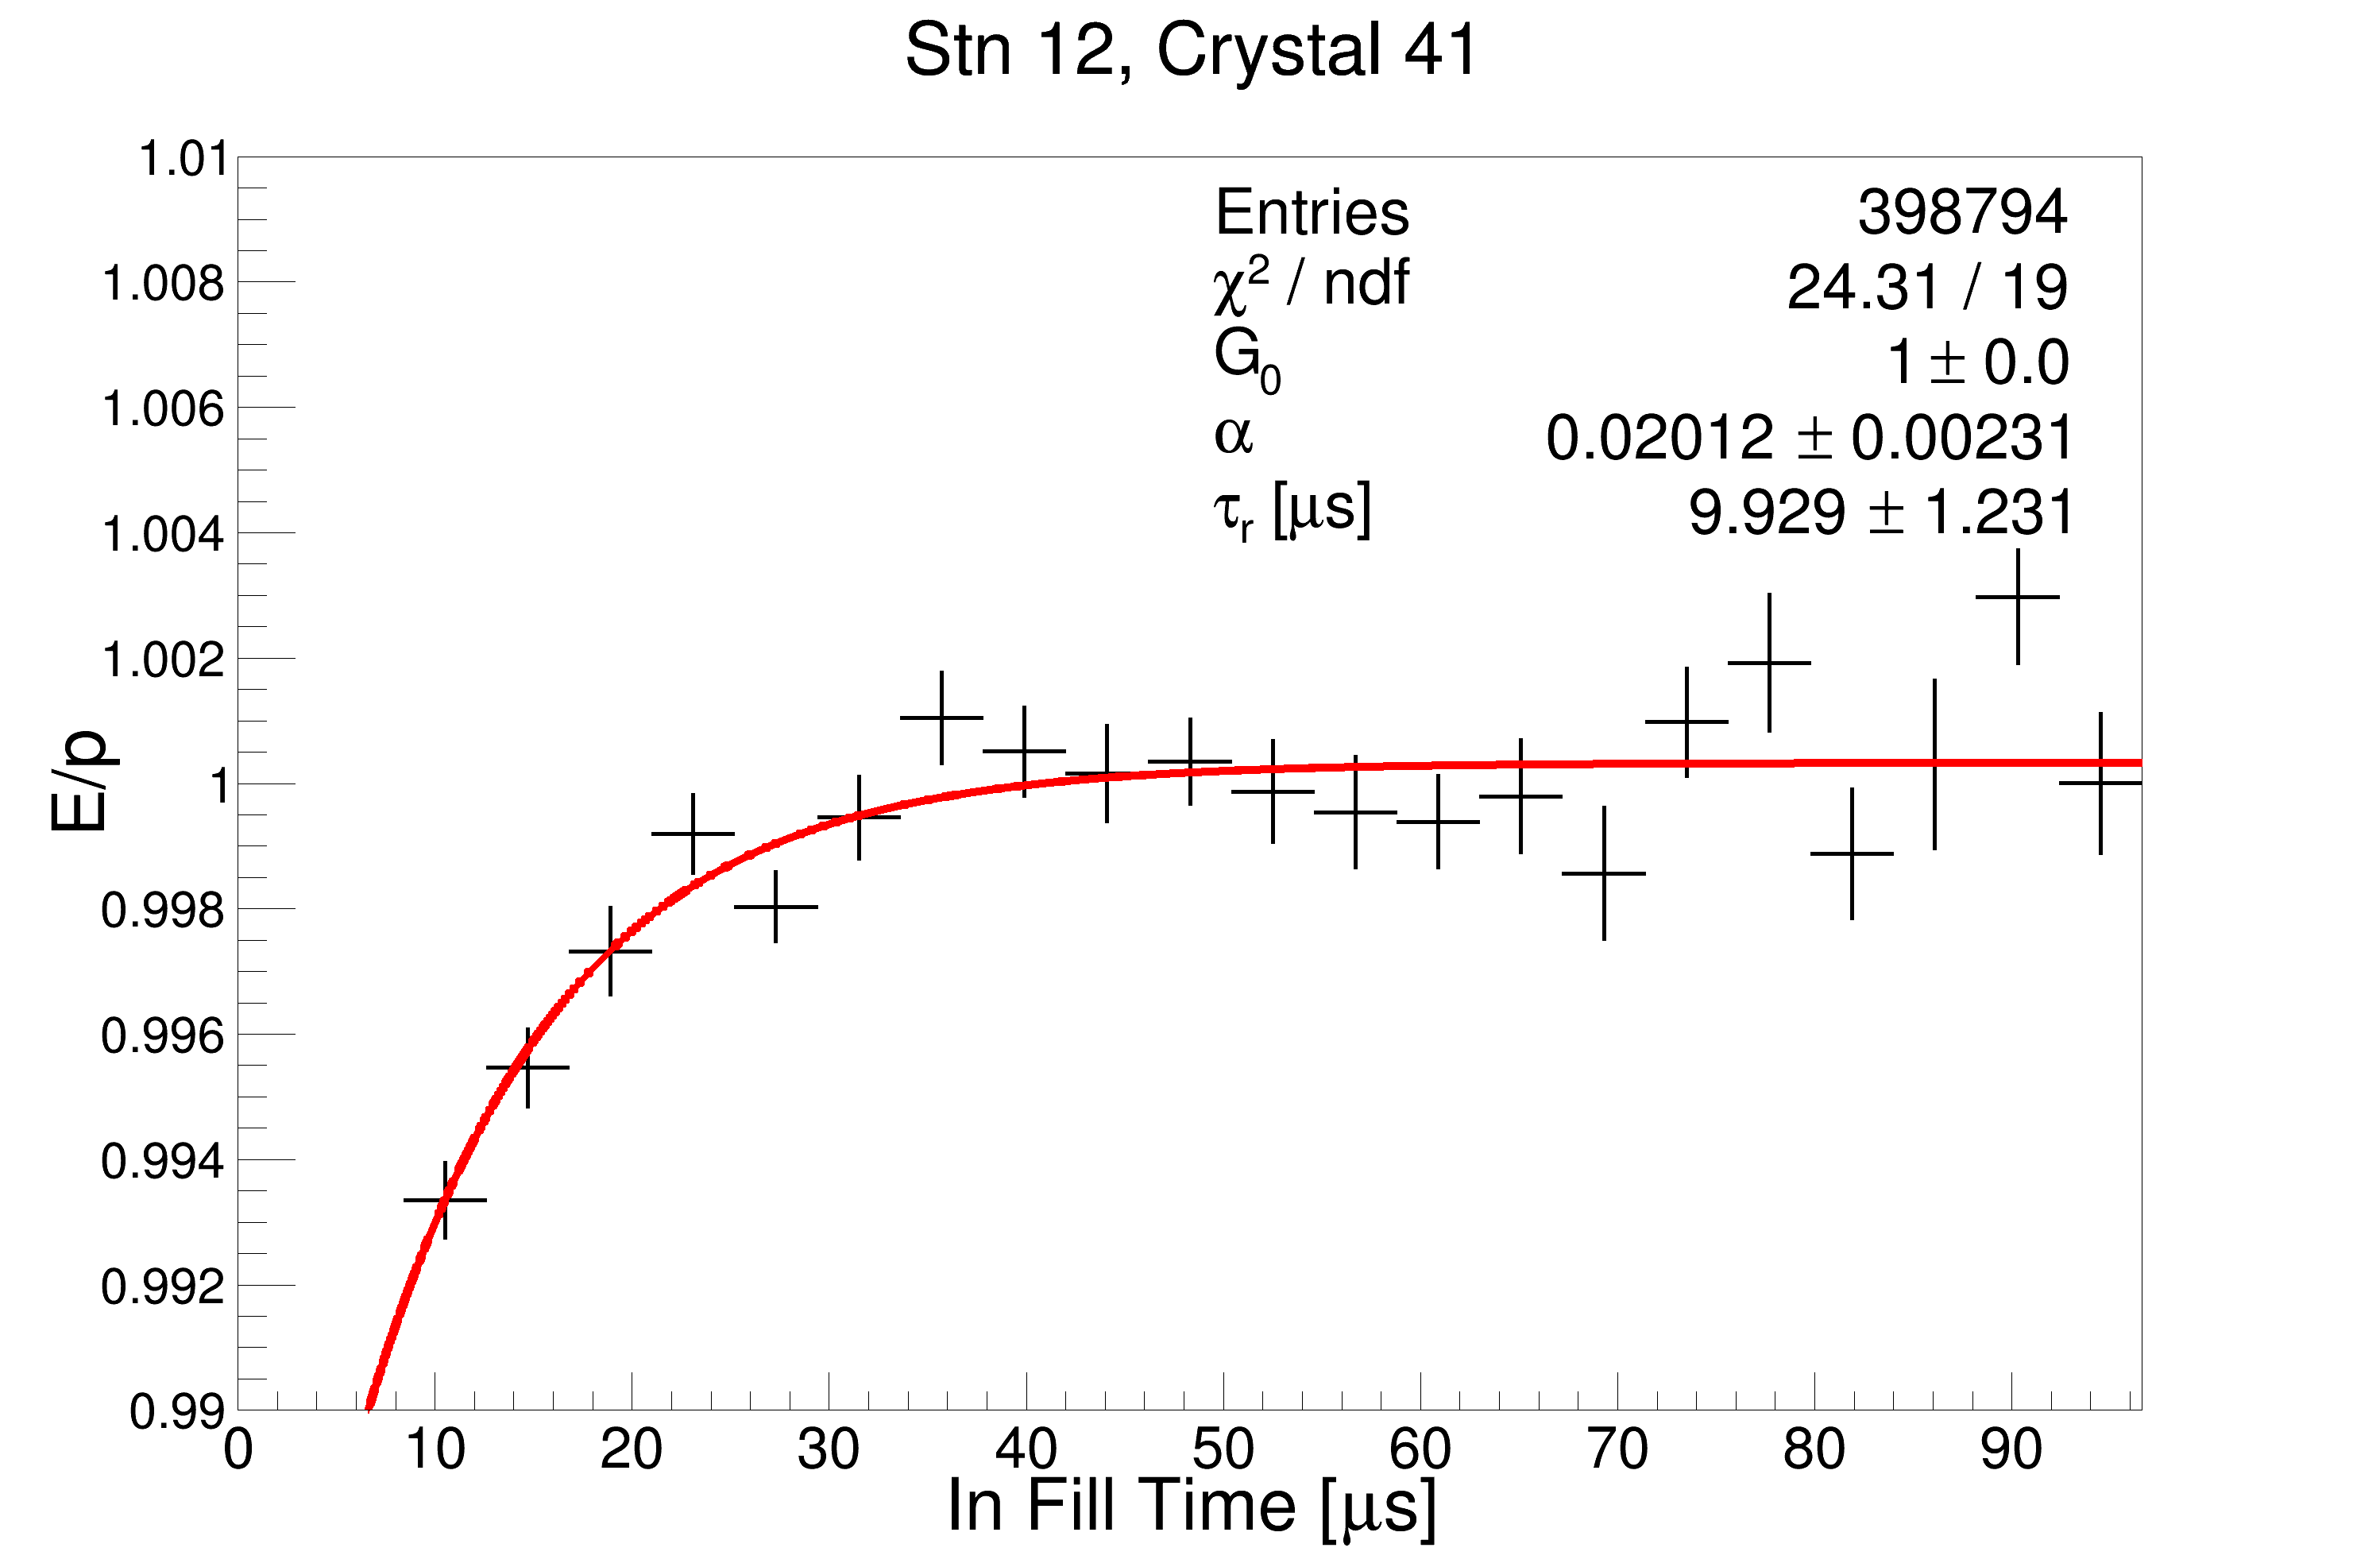 Stn 12, Crystal 41
Entries 398794
χ² / ndf 24.31 / 19
G₀ 1 ± 0.0
α 0.02012 ± 0.00231
τᵣ [μs] 9.929 ± 1.231
E/p
1.01
1.008
1.006
1.004
1.002
1
0.998
0.996
0.994
0.992
0.99
0 10 20 30 40 50 60 70 80 90
In Fill Time [μs]